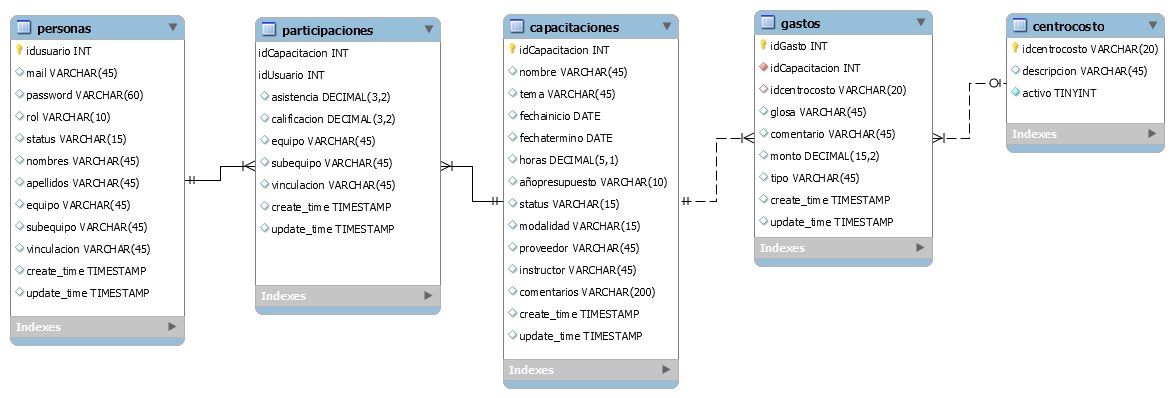 personas
idusuario INT
mail VARCHAR(45)
password VARCHAR(60)
rol VARCHAR(10)
status VARCHAR(15)
nombres VARCHAR(45)
apellidos VARCHAR(45)
equipo VARCHAR(45)
subequipo VARCHAR(45)
vinculacion VARCHAR(45)
create_time TIMESTAMP
update_time TIMESTAMP
Indexes
participaciones
idCapacitacion INT
idUsuario INT
asistencia DECIMAL(3,2)
calificacion DECIMAL(3,2)
equipo VARCHAR(45)
subequipo VARCHAR(45)
vinculacion VARCHAR(45)
create_time TIMESTAMP
update_time TIMESTAMP
Indexes
capacitaciones
idCapacitacion INT
nombre VARCHAR(45)
tema VARCHAR(45)
fechainicio DATE
fechatermino DATE
horas DECIMAL(5,1)
añopresupuesto VARCHAR(10)
status VARCHAR(15)
modalidad VARCHAR(15)
proveedor VARCHAR(45)
instructor VARCHAR(45)
comentarios VARCHAR(200)
create_time TIMESTAMP
update_time TIMESTAMP
Indexes
gastos
idGasto INT
idCapacitacion INT
idcentrocosto VARCHAR(20)
glosa VARCHAR(45)
comentario VARCHAR(45)
monto DECIMAL(15,2)
tipo VARCHAR(45)
create_time TIMESTAMP
update_time TIMESTAMP
Indexes
centrocosto
idcentrocosto VARCHAR(20)
descripcion VARCHAR(45)
activo TINYINT
Indexes